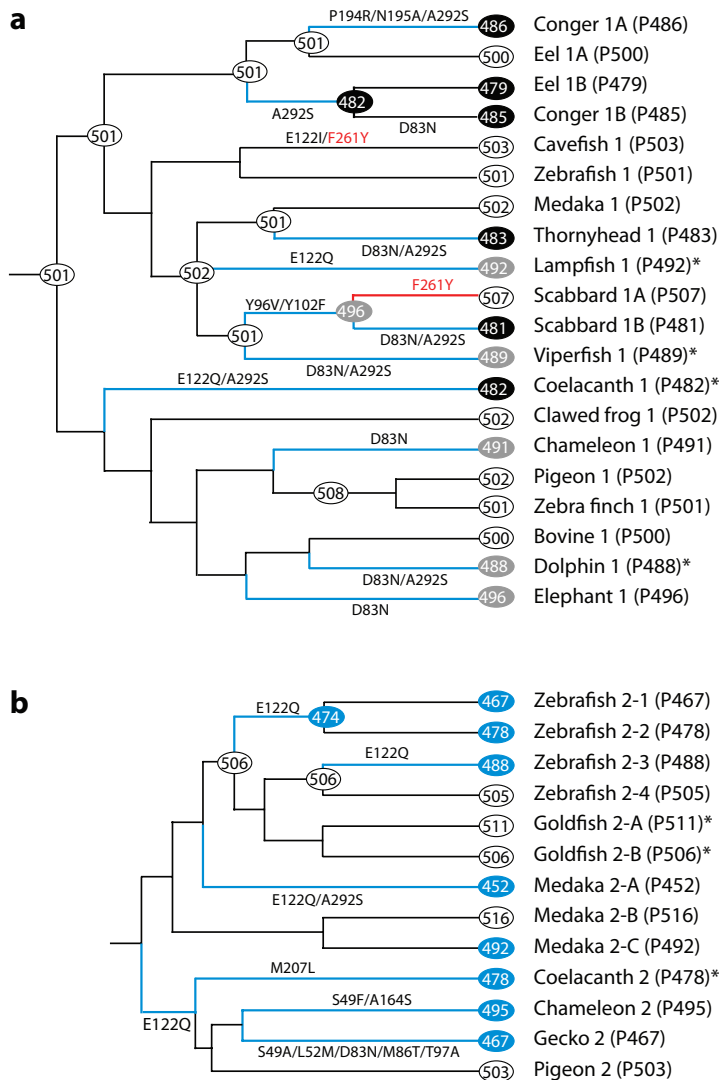 a
P194R/N195A/A292S
486 Conger 1A (P486)
501
500 Eel 1A (P500)
501
479 Eel 1B (P479)
482
A292S
485 Conger 1B (P485)
D83N
501
E122I/F261Y
503 Cavefish 1 (P503)
501 Zebrafish 1 (P501)
502 Medaka 1 (P502)
501
483 Thornyhead 1 (P483)
D83N/A292S
E122Q
501
502
492 Lampfish 1 (P492)*
F261Y
507 Scabbard 1A (P507)
Y96V/Y102F
496
481 Scabbard 1B (P481)
501
D83N/A292S
489 Viperfish 1 (P489)*
D83N/A292S
E122Q/A292S
482 Coelacanth 1 (P482)*
502 Clawed frog 1 (P502)
D83N
491 Chameleon 1 (P491)
502 Pigeon 1 (P502)
508
501 Zebra finch 1 (P501)
500 Bovine 1 (P500)
488 Dolphin 1 (P488)*
D83N/A292S
496 Elephant 1 (P496)
D83N
b
467 Zebrafish 2-1 (P467)
E122Q
474
478 Zebrafish 2-2 (P478)
E122Q
506
488 Zebrafish 2-3 (P488)
506
505 Zebrafish 2-4 (P505)
511 Goldfish 2-A (P511)*
506 Goldfish 2-B (P506)*
452 Medaka 2-A (P452)
E122Q/A292S
516 Medaka 2-B (P516)
492 Medaka 2-C (P492)
M207L
478 Coelacanth 2 (P478)*
S49F/A164S
495 Chameleon 2 (P495)
E122Q
467 Gecko 2 (P467)
S49A/L52M/D83N/M86T/T97A
503 Pigeon 2 (P503)